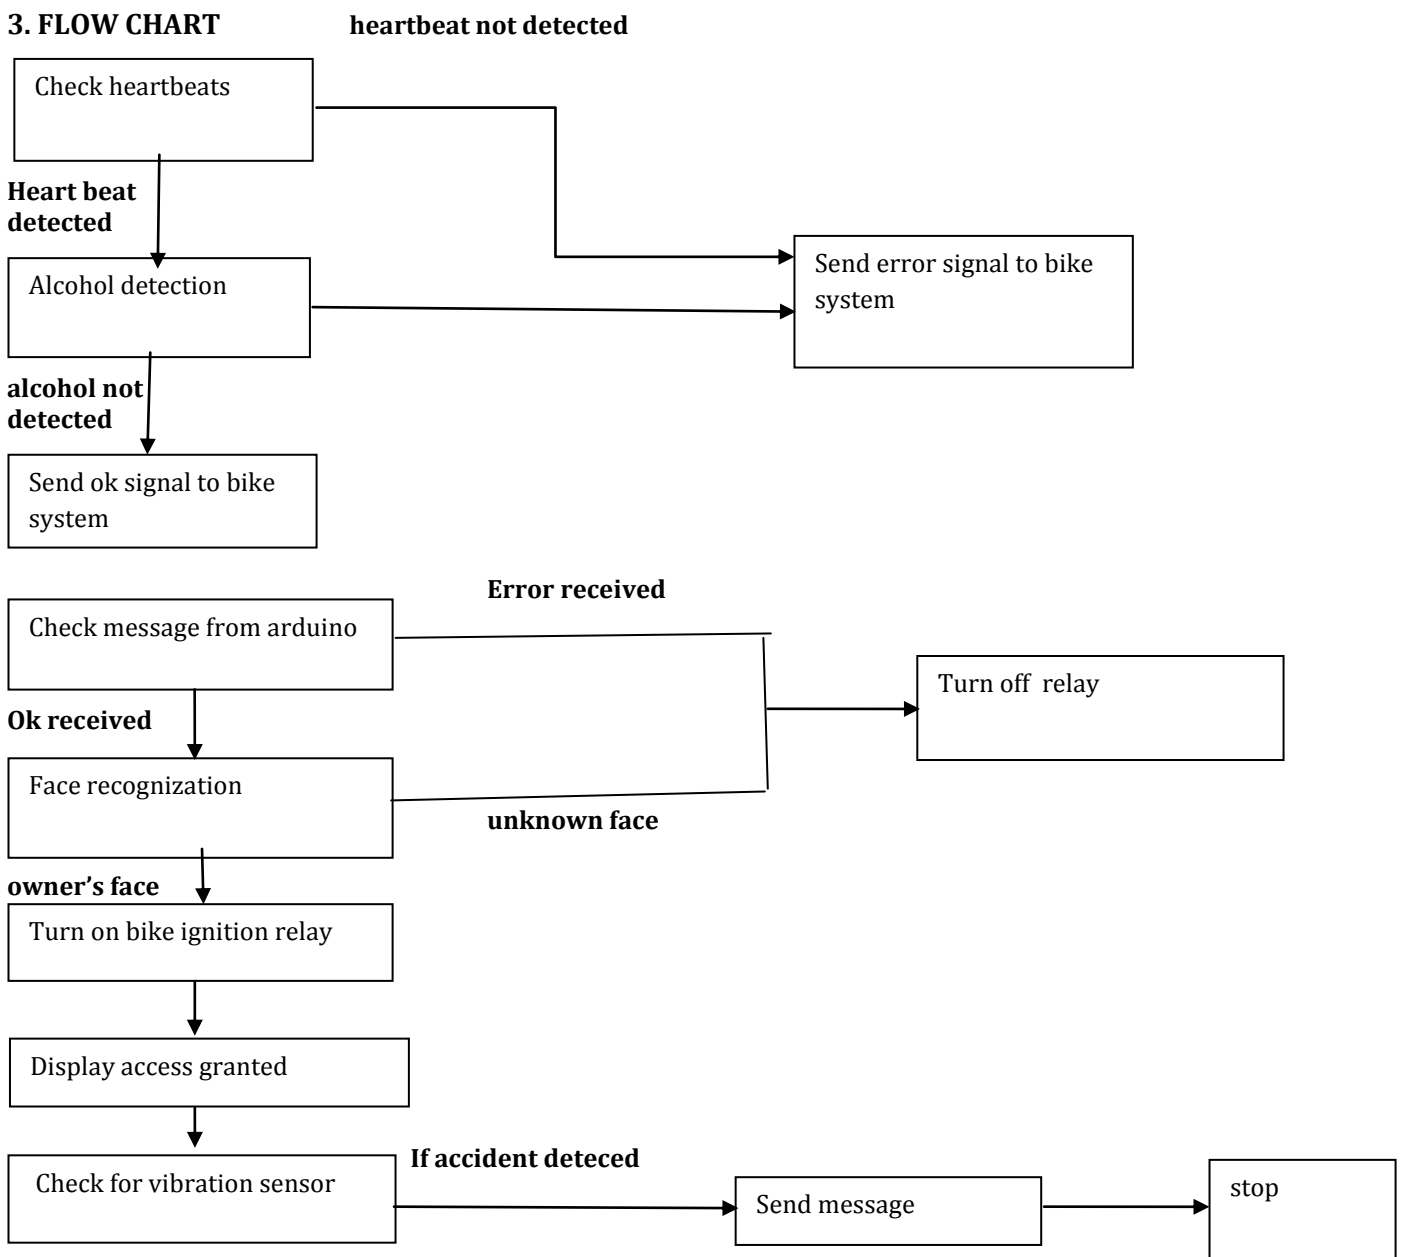 3. FLOW CHART
heartbeat not detected
Check heartbeats
Heart beat
detected
Send error signal to bike
system
Alcohol detection
alcohol not
detected
Send ok signal to bike
system
Error received
Check message from arduino
Turn off relay
Ok received
Face recognization
unknown face
owner’s face
Turn on bike ignition relay
Display access granted
If accident deteced
Check for vibration sensor
Send message
stop